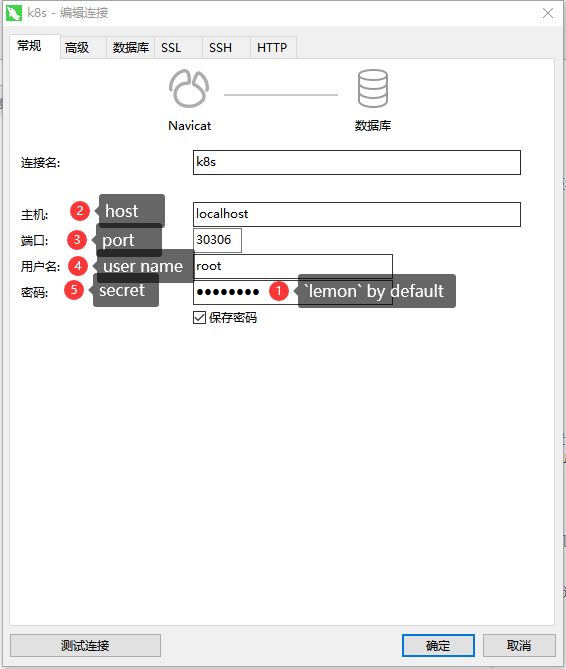 k8s - 编辑连接
常规 高级 数据库 SSL SSH HTTP
Navicat 数据库
连接名: k8s
主机: 2 host localhost
端口: 3 port 30306
用户名: 4 user name root
密码: 5 secret ●●●●●●●● 1 `lemon` by default
保存密码
测试连接 确定 取消